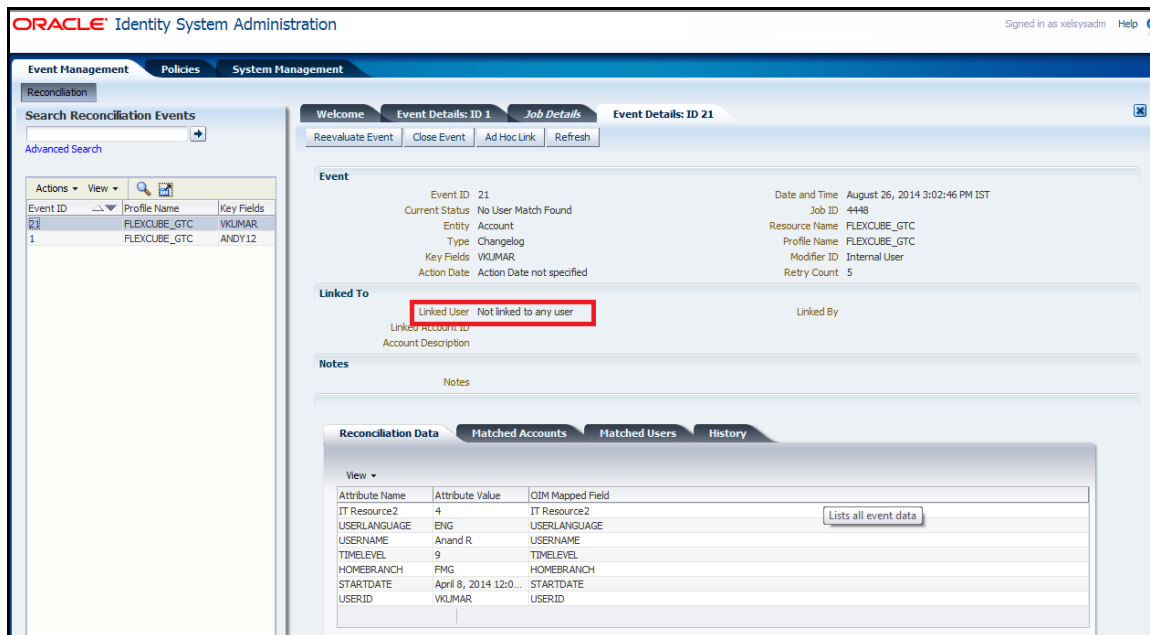 ORACLE Identity System Administration
Signed in as xelsysadm Help
Event Management Policies System Management
Reconciliation
Search Reconciliation Events
Advanced Search
Actions View
Event ID Profile Name Key Fields
21 FLEXCUBE_GTC VKUMAR
1 FLEXCUBE_GTC ANDY12
Welcome Event Details: ID 1 Job Details Event Details: ID 21
Reevaluate Event Close Event Ad Hoc Link Refresh
Event
Event ID 21 Date and Time August 26, 2014 3:02:46 PM IST
Current Status No User Match Found Job ID 4448
Entity Account Resource Name FLEXCUBE_GTC
Type Changelog Profile Name FLEXCUBE_GTC
Key Fields VKUMAR Modifier ID Internal User
Action Date Action Date not specified Retry Count 5
Linked To
Linked User Not linked to any user Linked By
Linked Account ID
Account Description
Notes
Notes
Reconciliation Data Matched Accounts Matched Users History
View
Attribute Name Attribute Value OIM Mapped Field
IT Resource2 4 IT Resource2
Lists all event data
USERLANGUAGE ENG USERLANGUAGE
USERNAME Anand R USERNAME
TIMELEVEL 9 TIMELEVEL
HOMEBRANCH FMG HOMEBRANCH
STARTDATE April 8, 2014 12:0... STARTDATE
USERID VKUMAR USERID